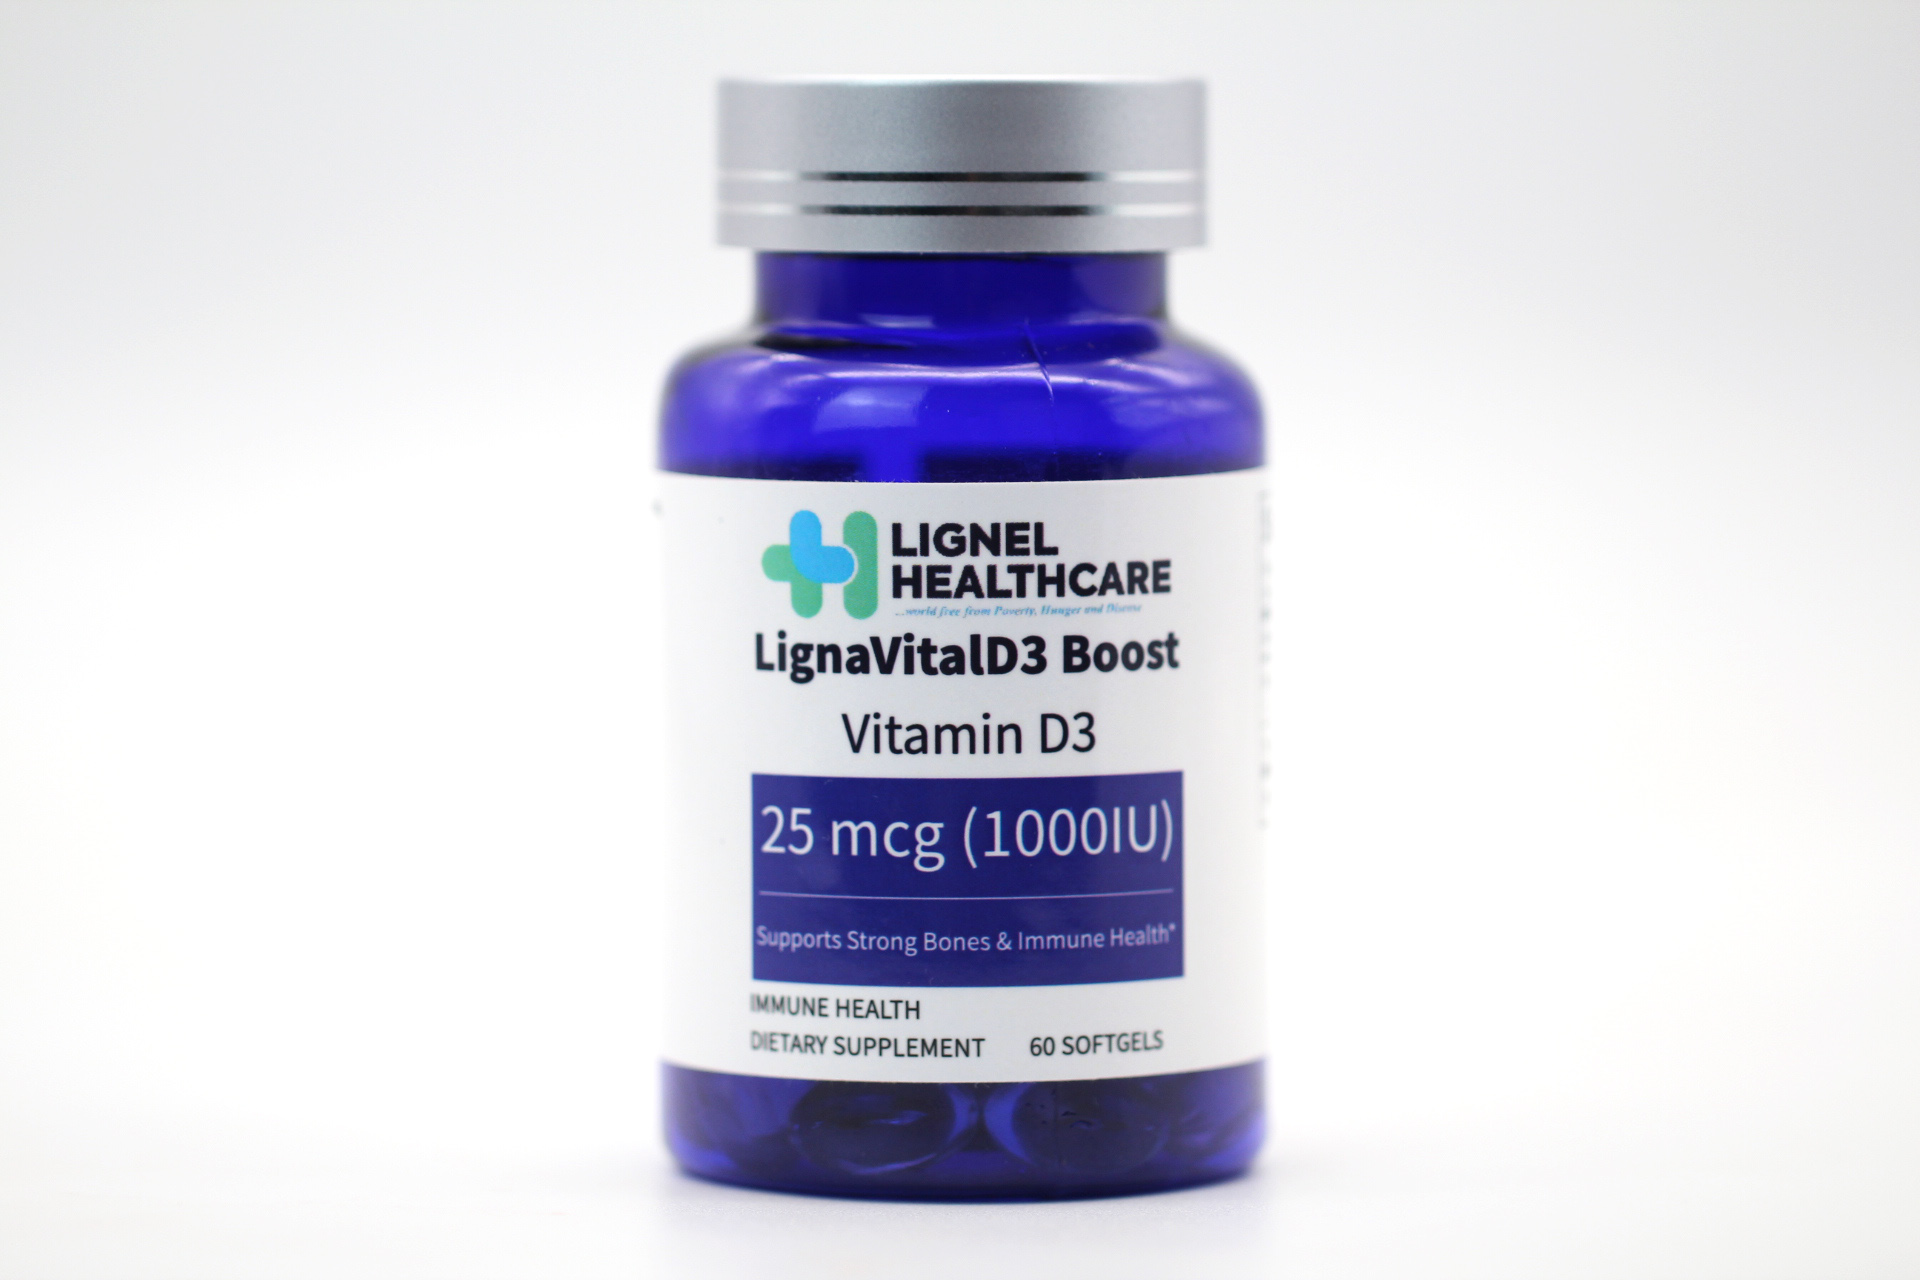 LIGNEL
HEALTHCARE
...world free from Poverty, Hunger and Disease
LignaVitalD3 Boost
Vitamin D3
25 mcg (1000IU)
Supports Strong Bones & Immune Health*
IMMUNE HEALTH
DIETARY SUPPLEMENT 60 SOFTGELS